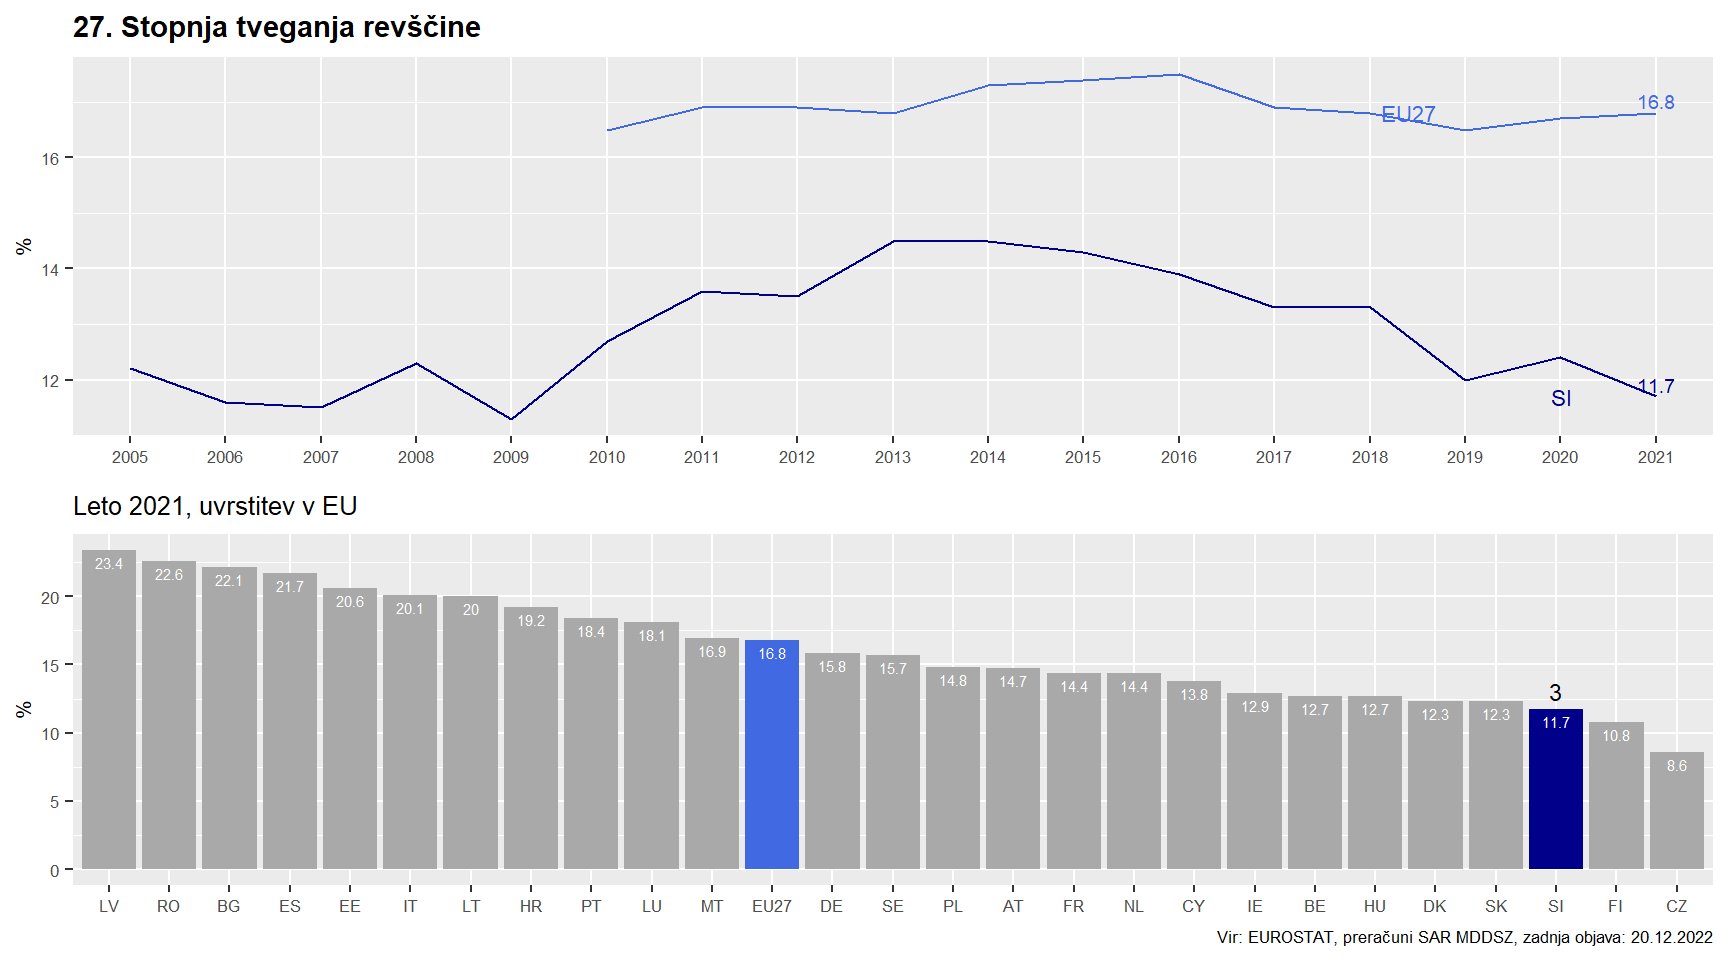 27. Stopnja tveganja revščine
%
16
14
12
EU27
16.8
SI
11.7
2005 2006 2007 2008 2009 2010 2011 2012 2013 2014 2015 2016 2017 2018 2019 2020 2021
Leto 2021, uvrstitev v EU
%
20
15
10
5
0
23.4 22.6 22.1 21.7 20.6 20.1 20 19.2 18.4 18.1 16.9 16.8 15.8 15.7 14.8 14.7 14.4 14.4 13.8 12.9 12.7 12.7 12.3 12.3 11.7 10.8 8.6
3
LV RO BG ES EE IT LT HR PT LU MT EU27 DE SE PL AT FR NL CY IE BE HU DK SK SI FI CZ
Vir: EUROSTAT, preračuni SAR MDDSZ, zadnja objava: 20.12.2022